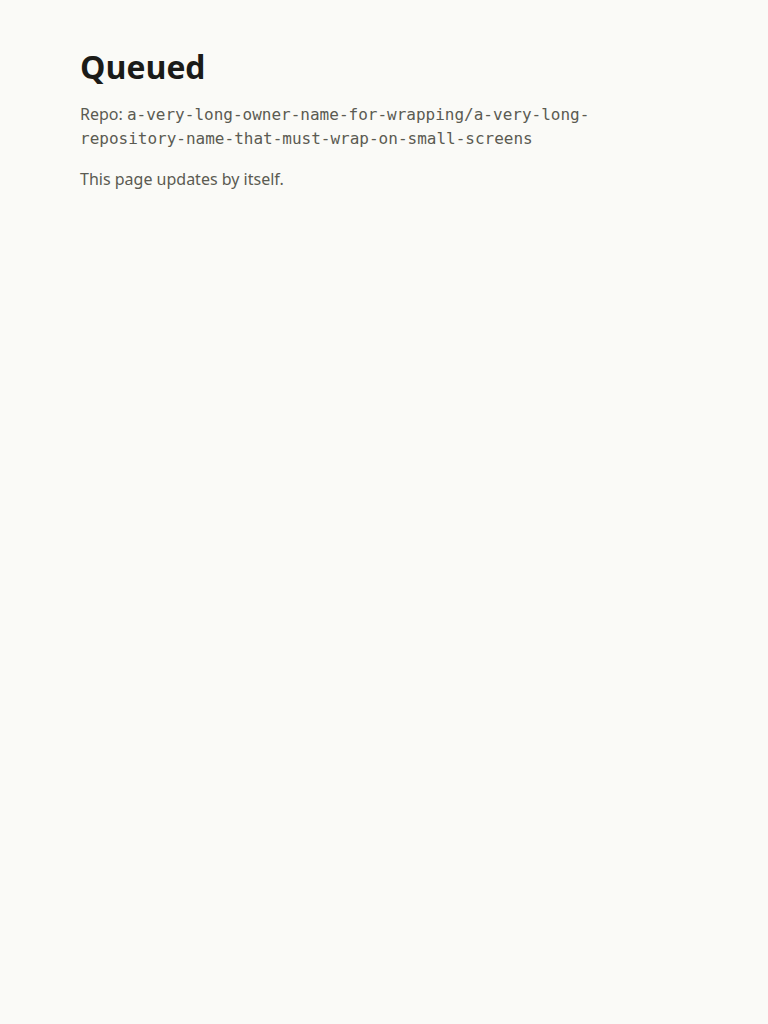 Queued
Repo: a-very-long-owner-name-for-wrapping/a-very-long-
repository-name-that-must-wrap-on-small-screens
This page updates by itself.